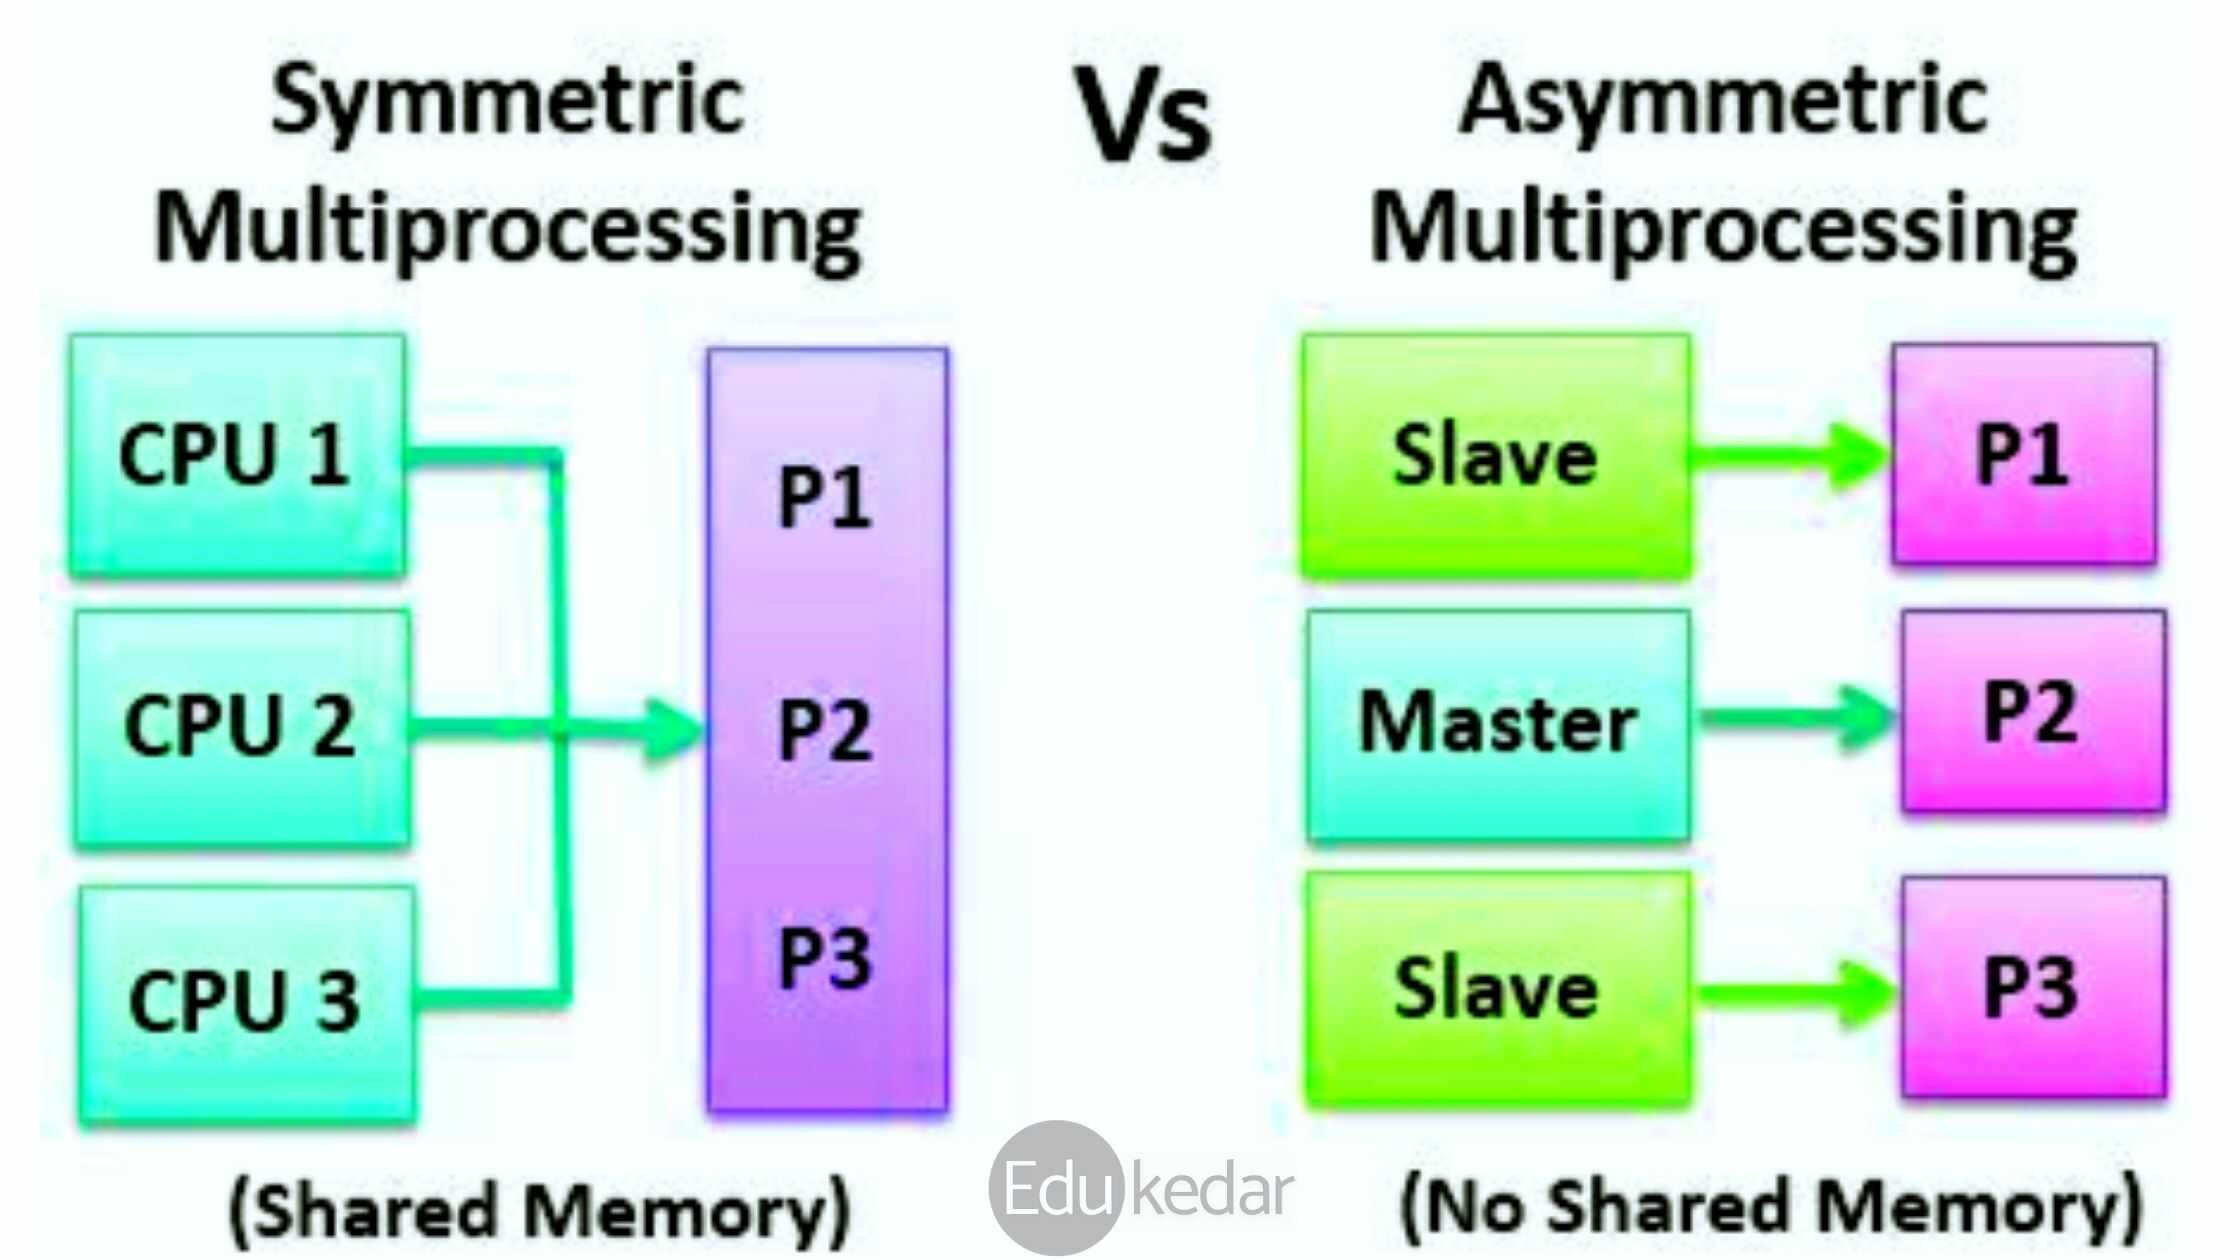 Symmetric
Multiprocessing
Vs
Asymmetric
Multiprocessing
CPU 1
CPU 2
CPU 3
P1
P2
P3
(Shared Memory)
Slave
P1
Master
P2
Slave
P3
(No Shared Memory)
Edukedar